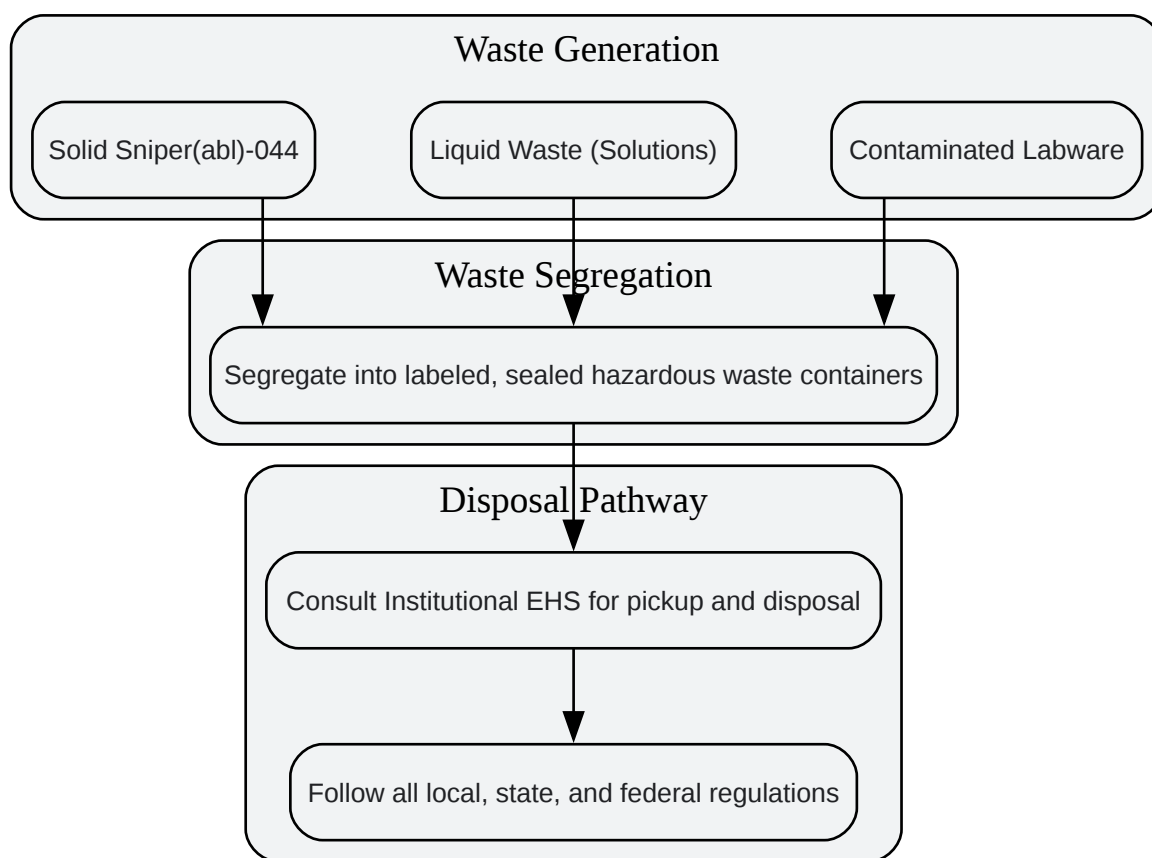 Waste Generation
Solid Sniper(abl)-044
Liquid Waste (Solutions)
Contaminated Labware
Waste Segregation
Segregate into labeled, sealed hazardous waste containers
Disposal Pathway
Consult Institutional EHS for pickup and disposal
Follow all local, state, and federal regulations